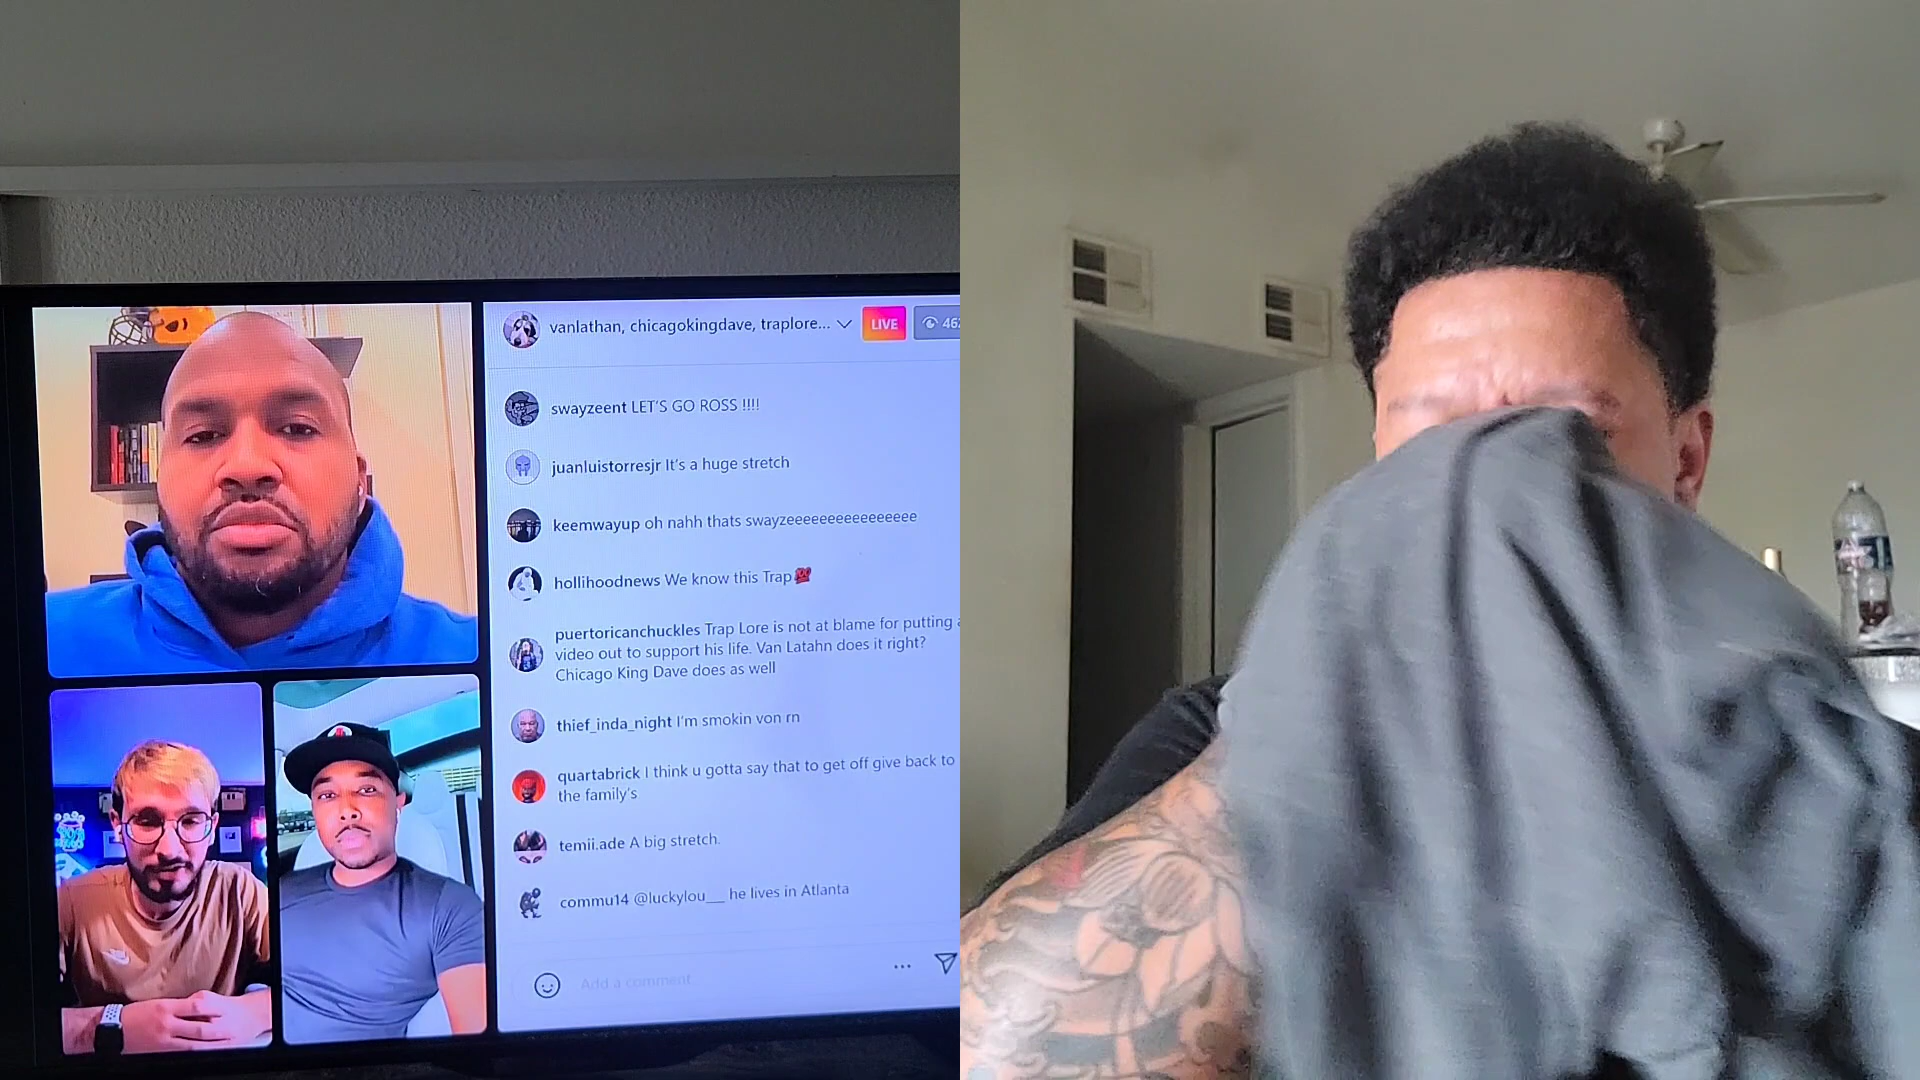 vanlathan, chicagokingdave, traplore...
LIVE
462
swayzeent LET'S GO ROSS !!!!
juanluistorresjr It's a huge stretch
keemwayup oh nahh thats swayzeeeeeeeeeeeeeeee
hollihoodnews We know this Trap💯
puertoricanchuckles Trap Lore is not at blame for putting a
video out to support his life. Van Latahn does it right?
Chicago King Dave does as well
thief_inda_night I'm smokin von rn
quartabrick I think u gotta say that to get off give back to
the family's
temii.ade A big stretch.
commu14 @luckylou__ he lives in Atlanta
Add a comment